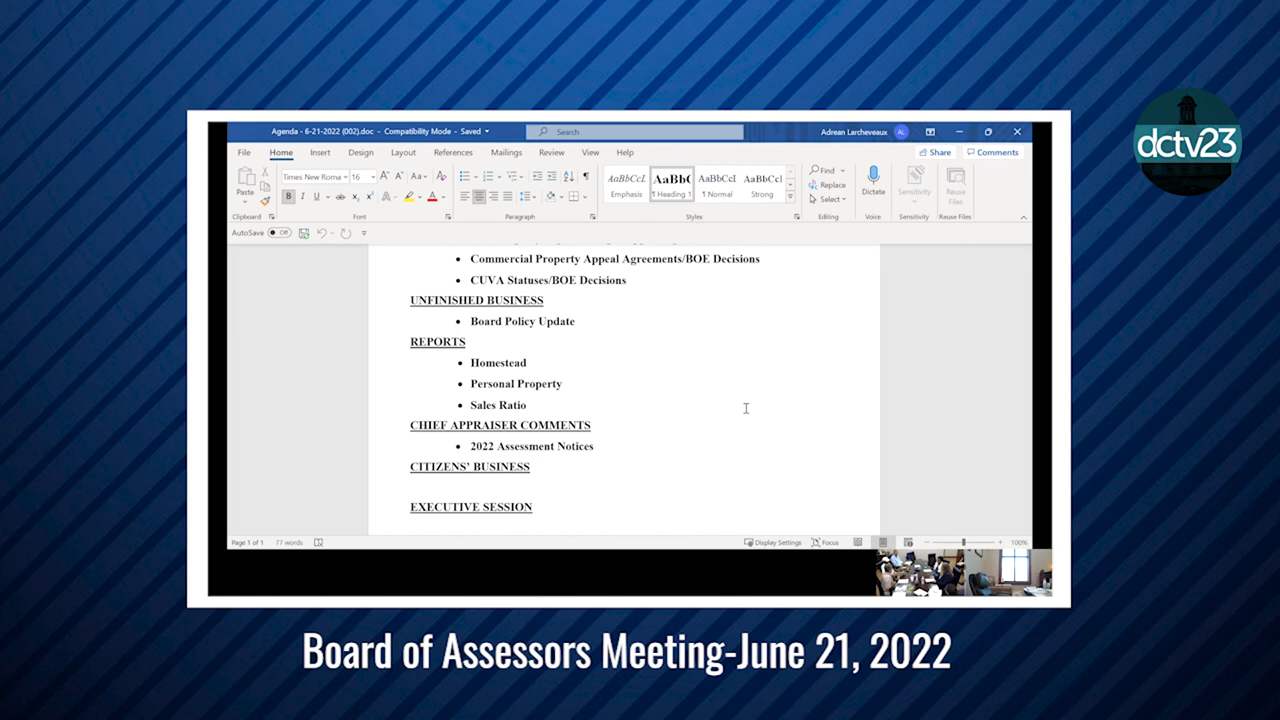 dctv23
Agenda - 6-21-2022 (002).doc - Compatibility Mode - Saved
Search
Adrean Larcheveaux
AL
File Home Insert Design Layout References Mailings Review View Help
Share Comments
Paste
Times New Roma 16
AaBbCcL AaBb( AaBbCcI AaBbCcI
Emphasis ¶ Heading 1 ¶ Normal Strong
Find
Replace
Select
Dictate
Sensitivity
Reuse Files
Clipboard Font Paragraph Styles Editing Voice Sensitivity Reuse Files
AutoSave Off
• Commercial Property Appeal Agreements/BOE Decisions
• CUVA Statuses/BOE Decisions
UNFINISHED BUSINESS
• Board Policy Update
REPORTS
• Homestead
• Personal Property
• Sales Ratio
CHIEF APPRAISER COMMENTS
• 2022 Assessment Notices
CITIZENS' BUSINESS
EXECUTIVE SESSION
Page 1 of 1 77 words
Display Settings Focus 100%
Board of Assessors Meeting-June 21, 2022